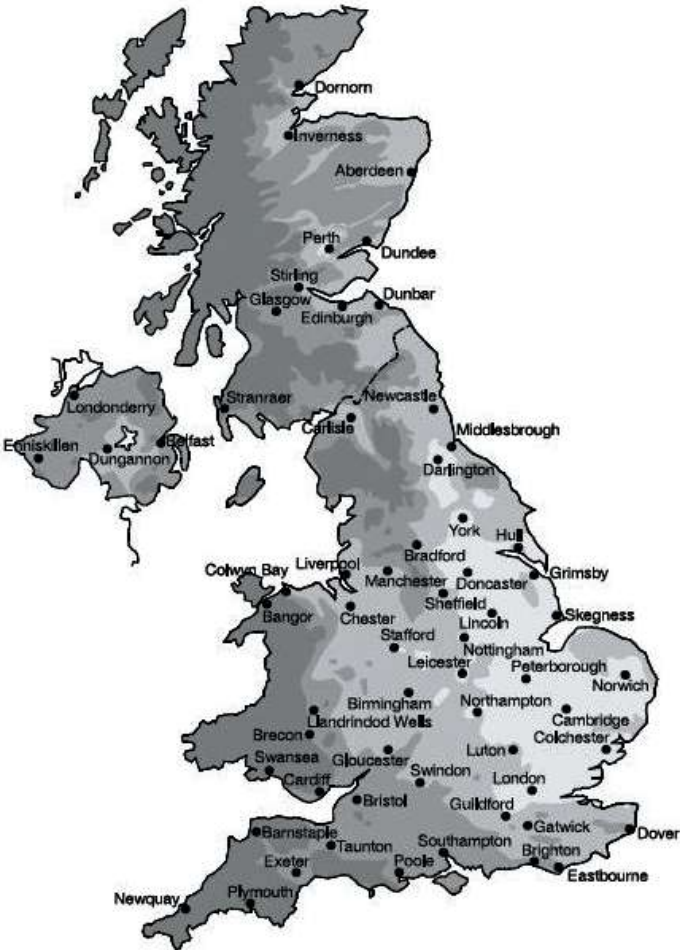 Dornorn
Inverness
Aberdeen
Perth
Dundee
Stirling
Dunbar
Glasgow
Edinburgh
Stranraer
Newcastle
Londonderry
Carlisle
Middlesbrough
Enniskillen
Belfast
Dungannon
Darlington
York
Hull
Bradford
Colwyn Bay
Liverpool
Manchester
Doncaster
Grimsby
Sheffield
Bangor
Chester
Lincoln
Skegness
Stafford
Nottingham
Leicester
Peterborough
Norwich
Birmingham
Northampton
Llandrindod Wells
Cambridge
Brecon
Colchester
Swansea
Gloucester
Luton
Cardiff
Swindon
London
Bristol
Guildford
Gatwick
Dover
Barnstaple
Taunton
Southampton
Brighton
Exeter
Poole
Eastbourne
Newquay
Plymouth